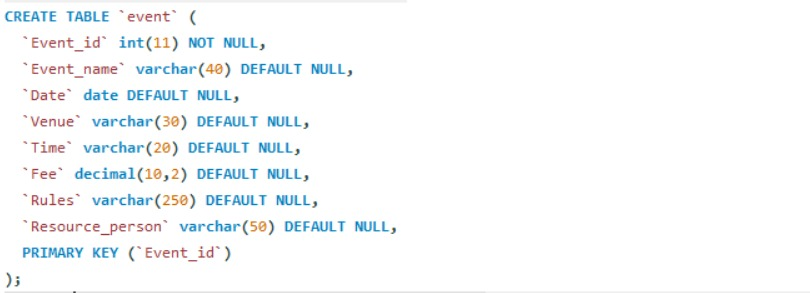 CREATE TABLE `event` (
`Event_id` int(11) NOT NULL,
`Event_name` varchar(40) DEFAULT NULL,
`Date` date DEFAULT NULL,
`Venue` varchar(30) DEFAULT NULL,
`Time` varchar(20) DEFAULT NULL,
`Fee` decimal(10,2) DEFAULT NULL,
`Rules` varchar(250) DEFAULT NULL,
`Resource_person` varchar(50) DEFAULT NULL,
PRIMARY KEY (`Event_id`)
);